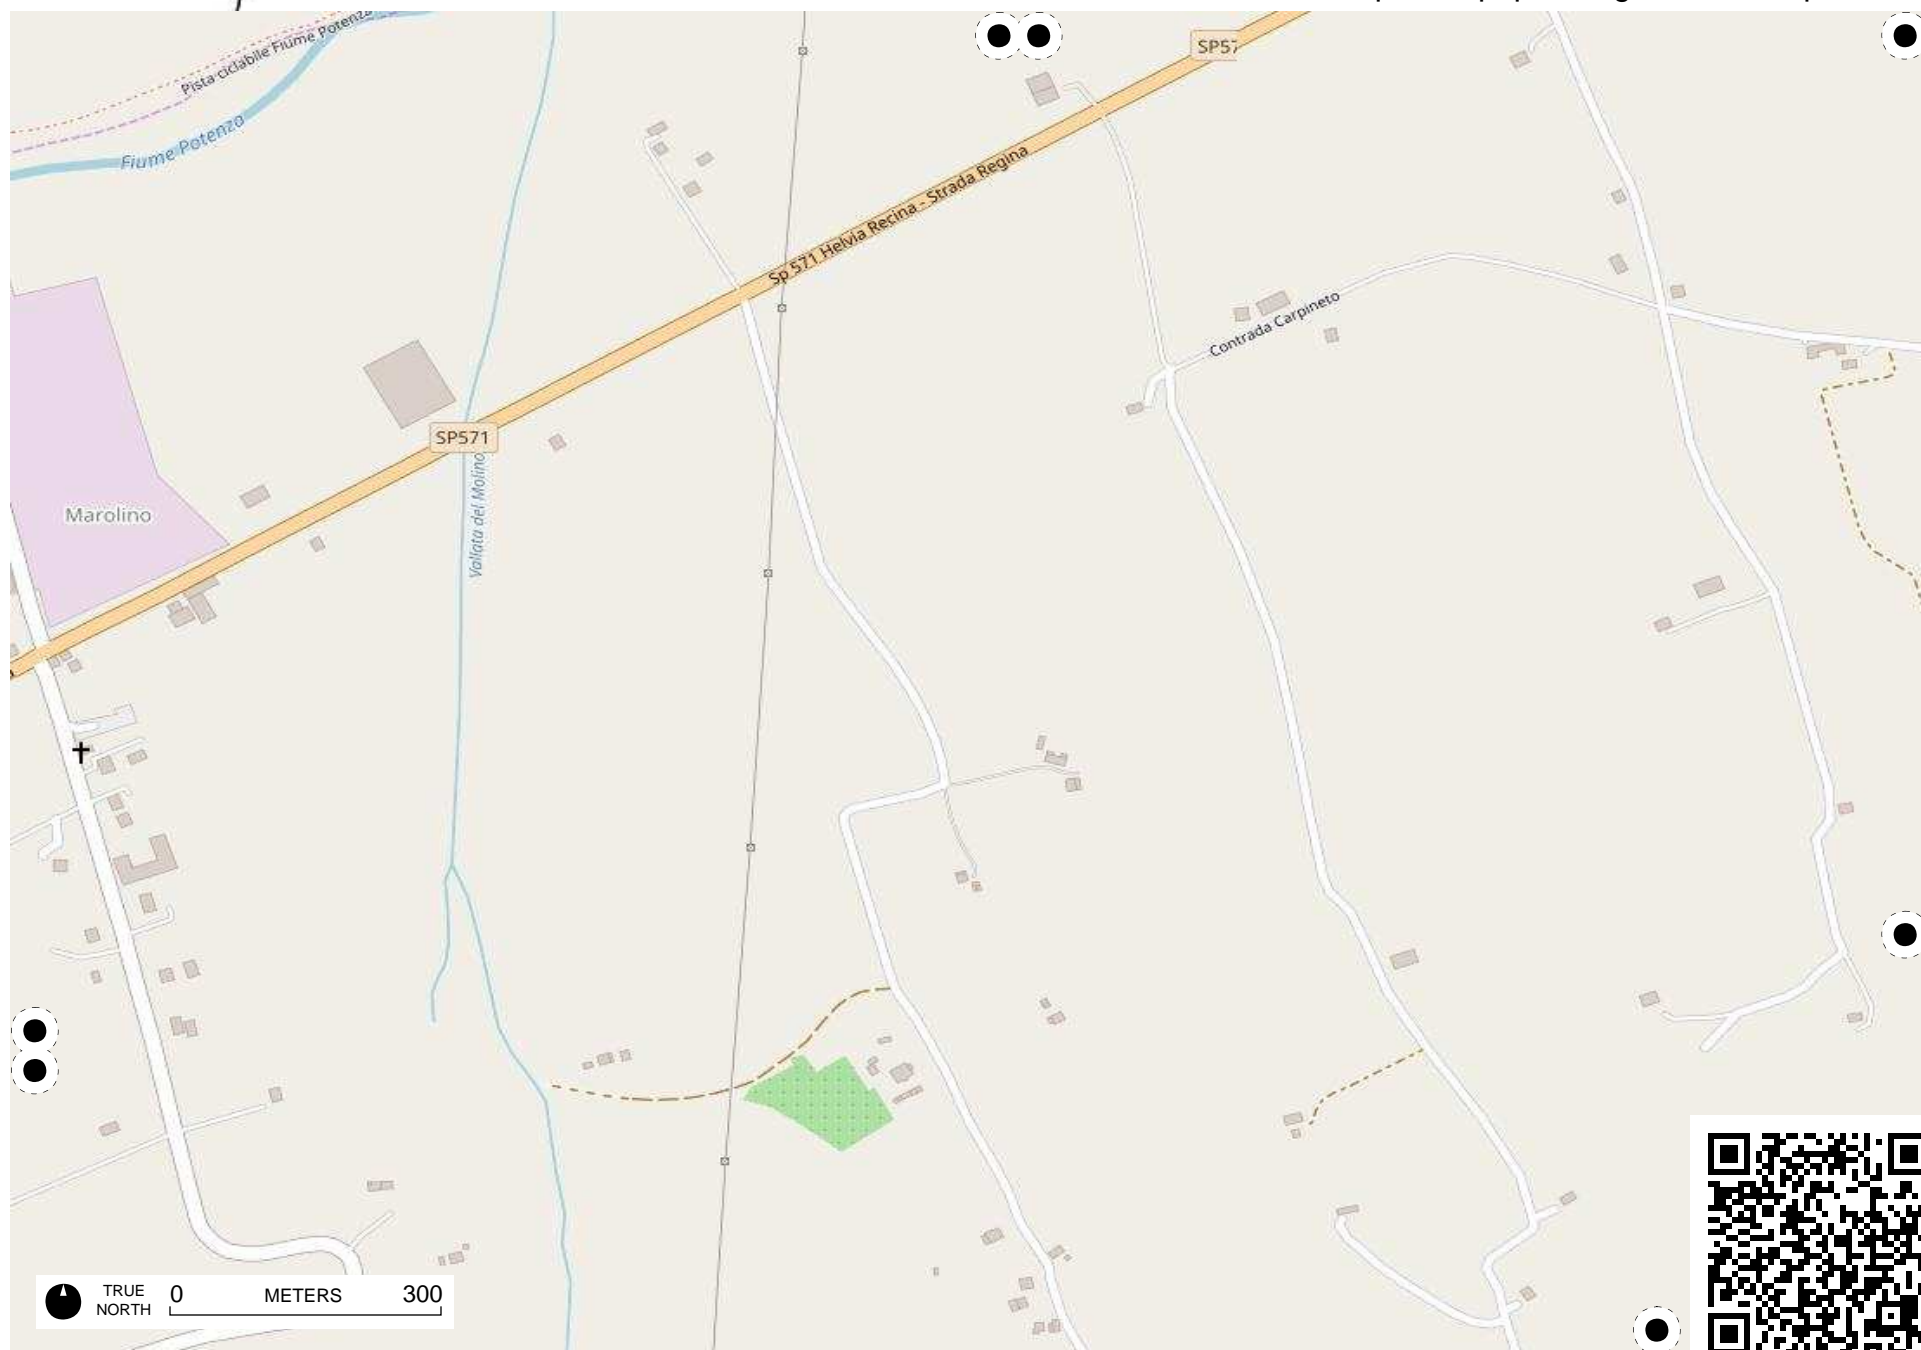 Pista ciclabile Fiume Potenza
Fiume Potenza
SP57
Sp 571 Helvia Recina - Strada Regina
Contrada Carpineto
SP571
Vallata del Molino
Marolino
TRUE NORTH
0 METERS 300